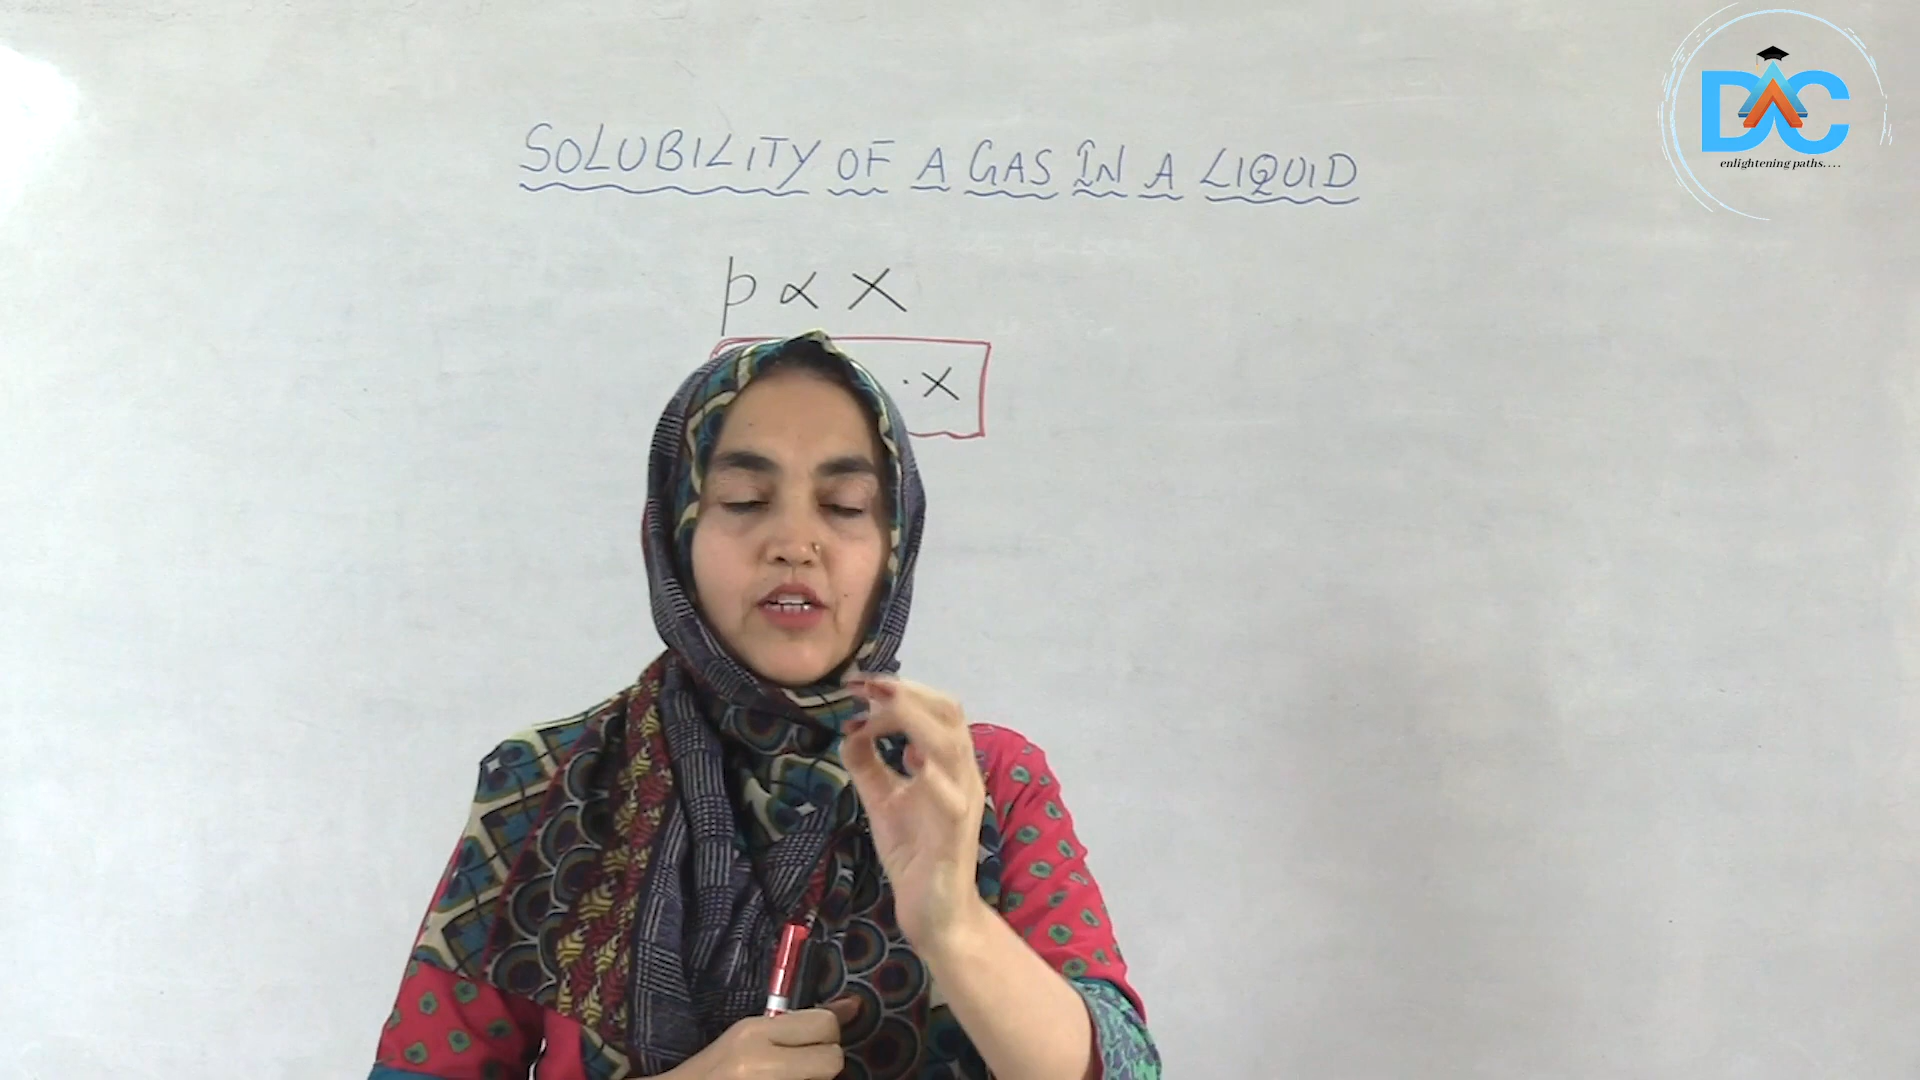 SOLUBILITY OF A GAS IN A LIQUID
p ∝ X
· X
DAC
enlightening paths....